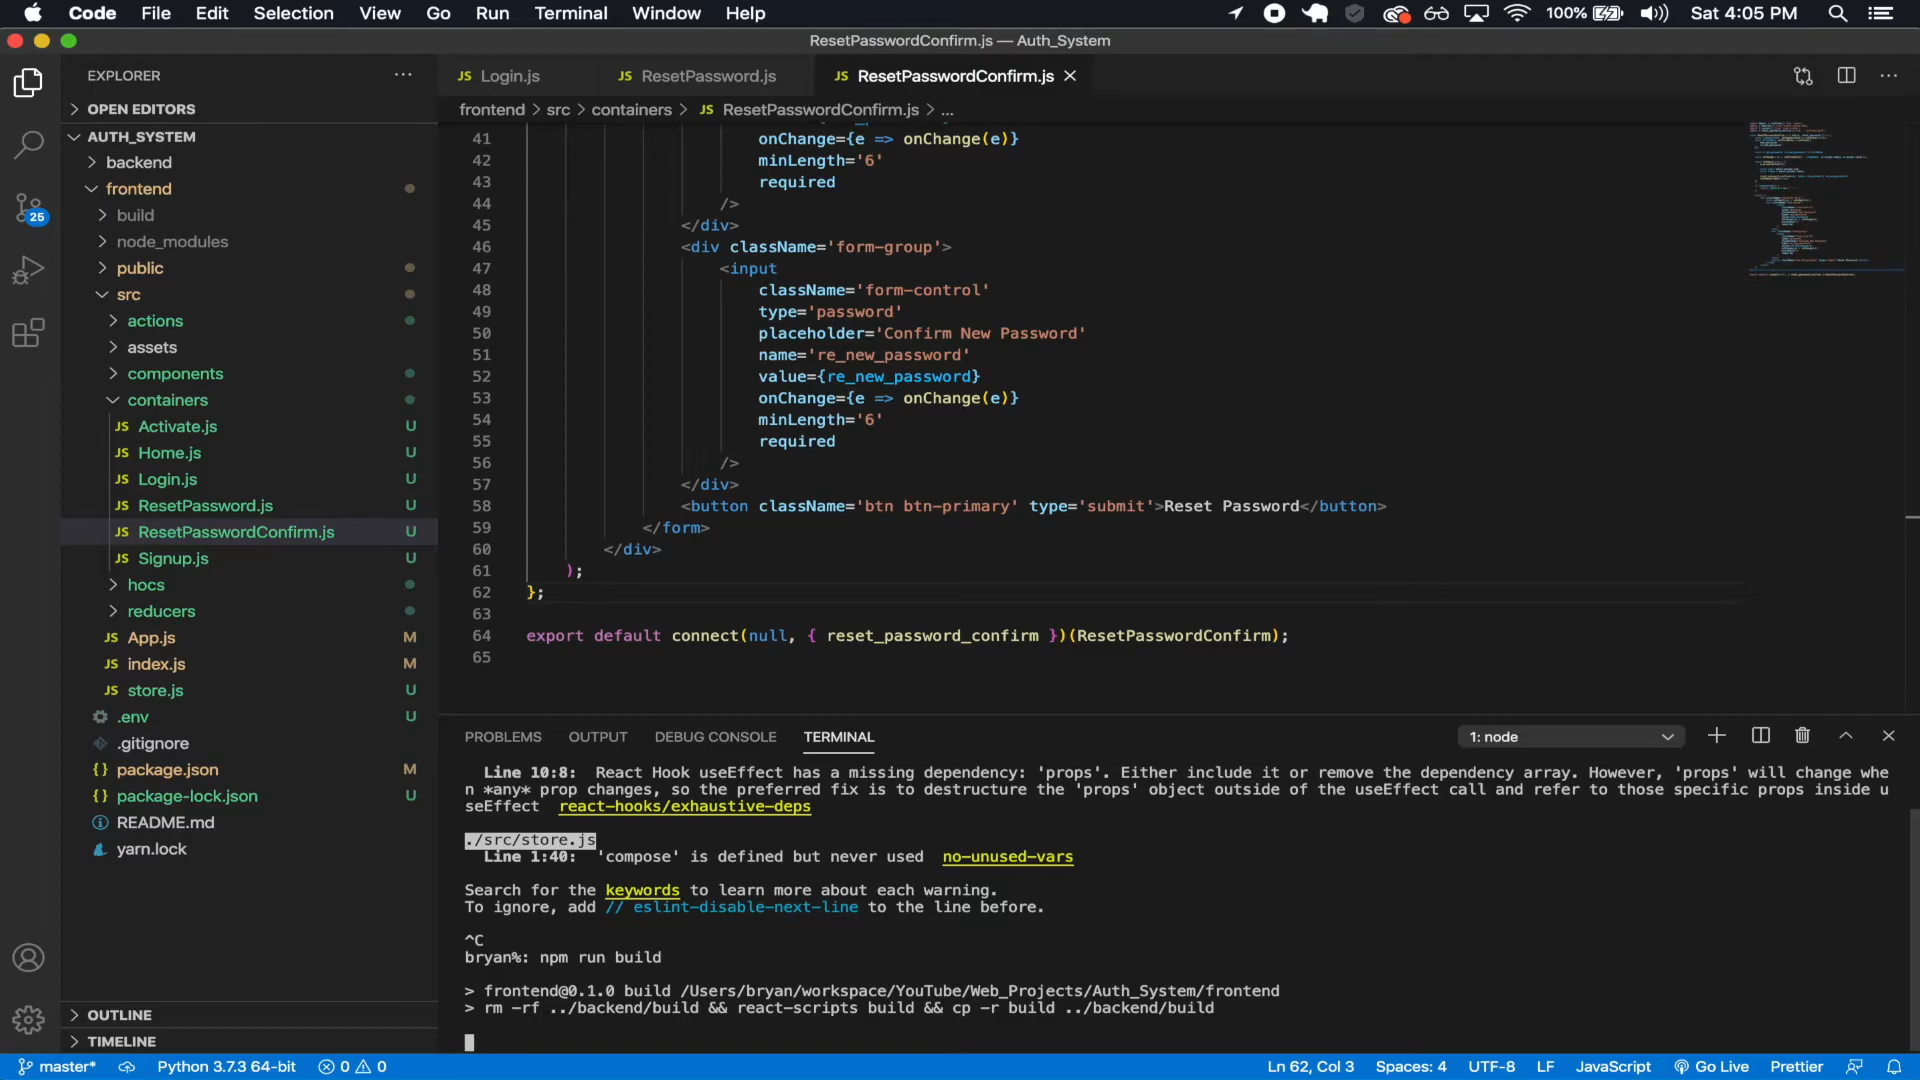 Code File Edit Selection View Go Run Terminal Window Help 100% Sat 4:05 PM
ResetPasswordConfirm.js — Auth_System
EXPLORER
OPEN EDITORS
AUTH_SYSTEM
backend
frontend
build
node_modules
public
src
actions
assets
components
containers
JS Activate.js U
JS Home.js U
JS Login.js U
JS ResetPassword.js U
JS ResetPasswordConfirm.js U
JS Signup.js U
hocs
reducers
JS App.js M
JS index.js M
JS store.js U
.env U
.gitignore
{} package.json M
{} package-lock.json U
README.md
yarn.lock
OUTLINE
TIMELINE
25
JS Login.js JS ResetPassword.js JS ResetPasswordConfirm.js
frontend > src > containers > JS ResetPasswordConfirm.js > ...
41 onChange={e => onChange(e)}
42 minLength='6'
43 required
44 />
45 </div>
46 <div className='form-group'>
47 <input
48 className='form-control'
49 type='password'
50 placeholder='Confirm New Password'
51 name='re_new_password'
52 value={re_new_password}
53 onChange={e => onChange(e)}
54 minLength='6'
55 required
56 />
57 </div>
58 <button className='btn btn-primary' type='submit'>Reset Password</button>
59 </form>
60 </div>
61 );
62 };
63
64 export default connect(null, { reset_password_confirm })(ResetPasswordConfirm);
65
PROBLEMS OUTPUT DEBUG CONSOLE TERMINAL 1: node
Line 10:8: React Hook useEffect has a missing dependency: 'props'. Either include it or remove the dependency array. However, 'props' will change whe
n *any* prop changes, so the preferred fix is to destructure the 'props' object outside of the useEffect call and refer to those specific props inside u
seEffect react-hooks/exhaustive-deps
./src/store.js
Line 1:40: 'compose' is defined but never used no-unused-vars
Search for the keywords to learn more about each warning.
To ignore, add // eslint-disable-next-line to the line before.
^C
bryan%: npm run build
> frontend@0.1.0 build /Users/bryan/workspace/YouTube/Web_Projects/Auth_System/frontend
> rm -rf ../backend/build && react-scripts build && cp -r build ../backend/build
master* Python 3.7.3 64-bit 0 0 Ln 62, Col 3 Spaces: 4 UTF-8 LF JavaScript Go Live Prettier